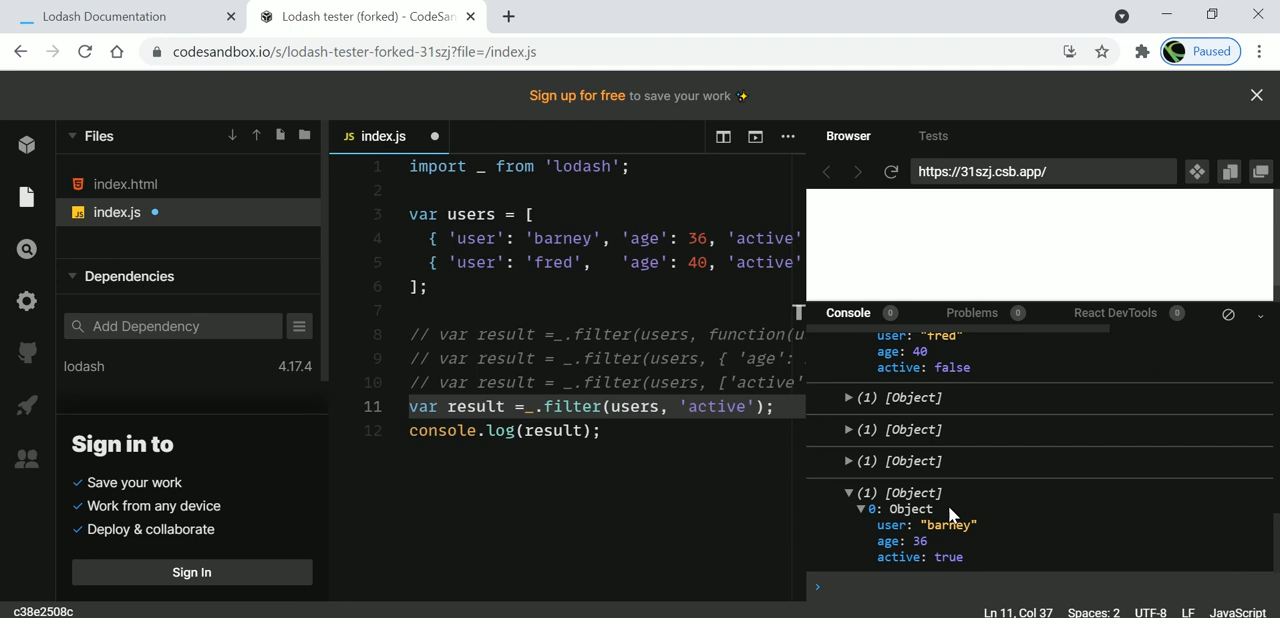 Lodash Documentation
Lodash tester (forked) - CodeSan
codesandbox.io/s/lodash-tester-forked-31szj?file=/index.js
Paused
Sign up for free to save your work ✨
Files
index.html
index.js
Dependencies
Add Dependency
lodash 4.17.4
Sign in to
✓ Save your work
✓ Work from any device
✓ Deploy & collaborate
Sign In
c38e2508c
JS index.js
1 import _ from 'lodash';
2
3 var users = [
4 { 'user': 'barney', 'age': 36, 'active'
5 { 'user': 'fred', 'age': 40, 'active'
6 ];
7
8 // var result =_.filter(users, function(u
9 // var result = _.filter(users, { 'age':
10 // var result = _.filter(users, ['active'
11 var result =_.filter(users, 'active');
12 console.log(result);
Browser Tests
https://31szj.csb.app/
Console 0 Problems 0 React DevTools 0
user: "fred"
age: 40
active: false
▶(1) [Object]
▶(1) [Object]
▶(1) [Object]
▼(1) [Object]
▼0: Object
user: "barney"
age: 36
active: true
›
Ln 11, Col 37 Spaces: 2 UTF-8 LF JavaScript